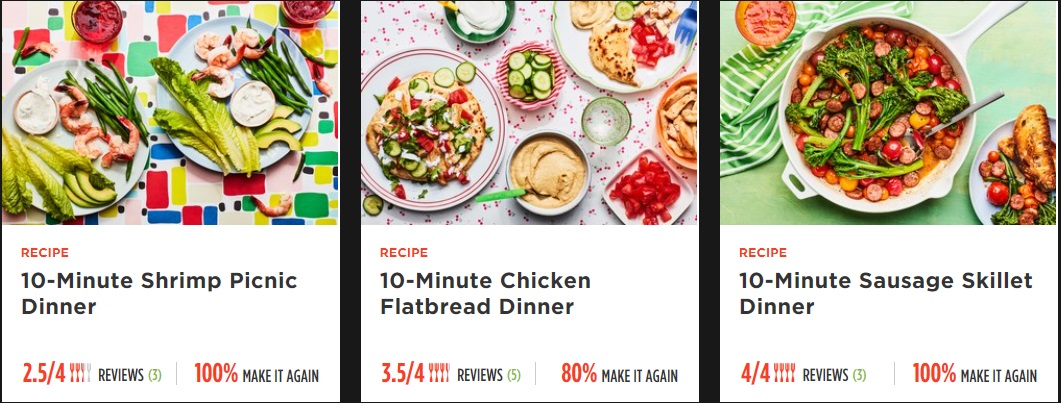 RECIPE
10-Minute Shrimp Picnic
Dinner
2.5/4 REVIEWS (3) 100% MAKE IT AGAIN
RECIPE
10-Minute Chicken
Flatbread Dinner
3.5/4 REVIEWS (5) 80% MAKE IT AGAIN
RECIPE
10-Minute Sausage Skillet
Dinner
4/4 REVIEWS (3) 100% MAKE IT AGAIN